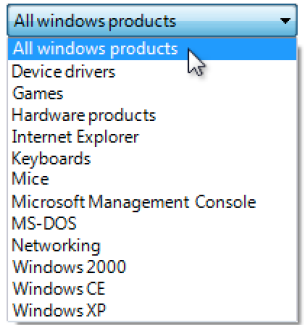 All windows products
All windows products
Device drivers
Games
Hardware products
Internet Explorer
Keyboards
Mice
Microsoft Management Console
MS-DOS
Networking
Windows 2000
Windows CE
Windows XP